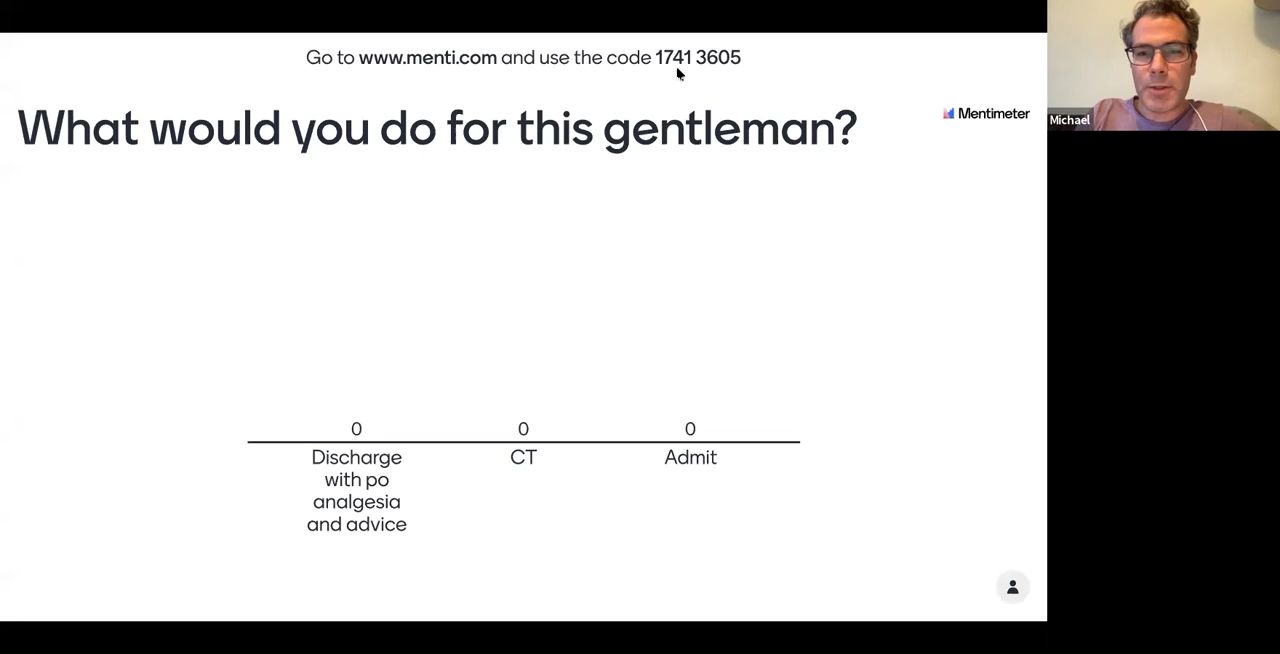 Go to www.menti.com and use the code 1741 3605
What would you do for this gentleman?
Mentimeter
Michael
0
0
0
Discharge
with po
analgesia
and advice
CT
Admit